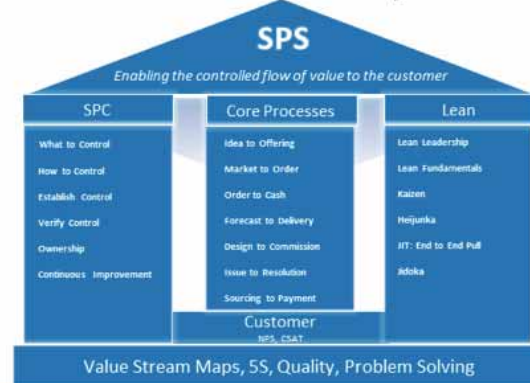 SPS
Enabling the controlled flow of value to the customer
SPC
What to Control
How to Control
Establish Control
Verify Control
Ownership
Continuous Improvement
Core Processes
Idea to Offering
Market to Order
Order to Cash
Forecast to Delivery
Design to Commission
Issue to Resolution
Sourcing to Payment
Lean
Lean Leadership
Lean Fundamentals
Kaizen
Heijunka
JIT: End to End Pull
Jidoka
Customer
NPS, CSAT
Value Stream Maps, 5S, Quality, Problem Solving